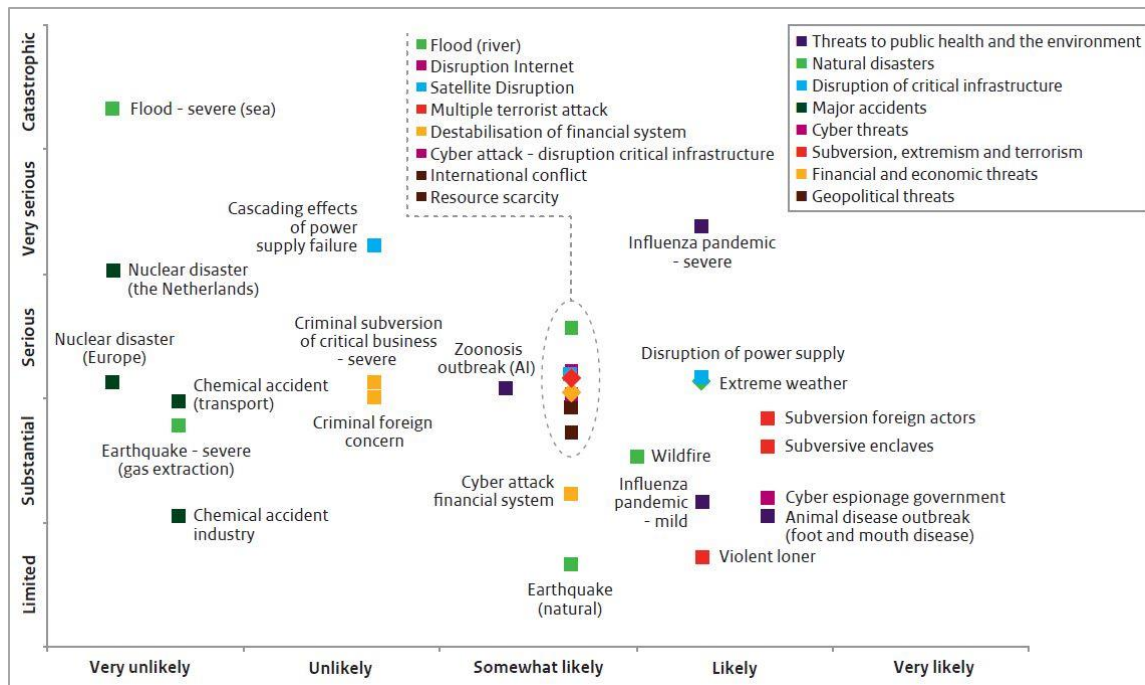 Catastrophic
Very serious
Serious
Substantial
Limited
Flood - severe (sea)
Flood (river)
Disruption Internet
Satellite Disruption
Multiple terrorist attack
Destabilisation of financial system
Cyber attack - disruption critical infrastructure
International conflict
Resource scarcity
Threats to public health and the environment
Natural disasters
Disruption of critical infrastructure
Major accidents
Cyber threats
Subversion, extremism and terrorism
Financial and economic threats
Geopolitical threats
Cascading effects
of power
supply failure
Influenza pandemic
- severe
Nuclear disaster
(the Netherlands)
Nuclear disaster
(Europe)
Criminal subversion
of critical business
- severe
Zoonosis
outbreak (AI)
Disruption of power supply
Extreme weather
Chemical accident
(transport)
Criminal foreign
concern
Subversion foreign actors
Subversive enclaves
Earthquake - severe
(gas extraction)
Wildfire
Cyber attack
financial system
Influenza
pandemic
- mild
Cyber espionage government
Animal disease outbreak
(foot and mouth disease)
Chemical accident
industry
Violent loner
Earthquake
(natural)
Very unlikely
Unlikely
Somewhat likely
Likely
Very likely